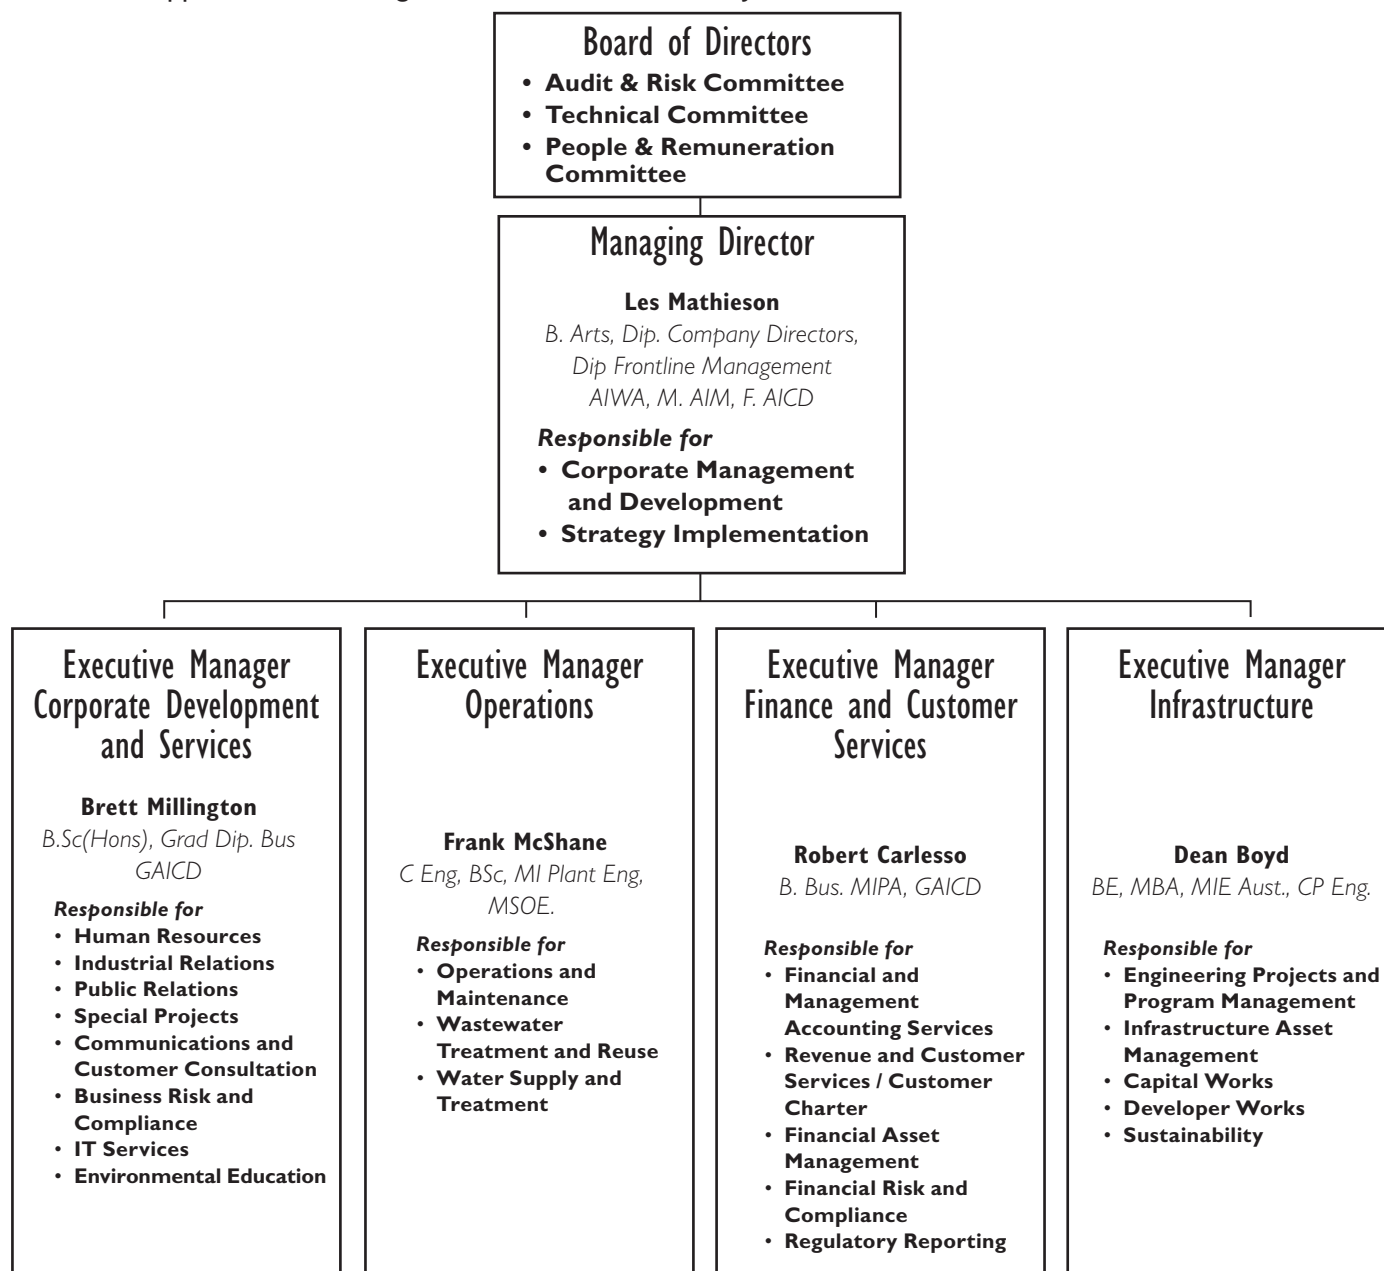 Board of Directors
• Audit & Risk Committee
• Technical Committee
• People & Remuneration
Committee
Managing Director
Les Mathieson
B. Arts, Dip. Company Directors,
Dip Frontline Management
AIWA, M. AIM, F. AICD
Responsible for
• Corporate Management
and Development
• Strategy Implementation
Executive Manager
Corporate Development
and Services
Brett Millington
B.Sc(Hons), Grad Dip. Bus
GAICD
Responsible for
• Human Resources
• Industrial Relations
• Public Relations
• Special Projects
• Communications and
Customer Consultation
• Business Risk and
Compliance
• IT Services
• Environmental Education
Executive Manager
Operations
Frank McShane
C Eng, BSc, MI Plant Eng,
MSOE.
Responsible for
• Operations and
Maintenance
• Wastewater
Treatment and Reuse
• Water Supply and
Treatment
Executive Manager
Finance and Customer
Services
Robert Carlesso
B. Bus. MIPA, GAICD
Responsible for
• Financial and
Management
Accounting Services
• Revenue and Customer
Services / Customer
Charter
• Financial Asset
Management
• Financial Risk and
Compliance
• Regulatory Reporting
Executive Manager
Infrastructure
Dean Boyd
BE, MBA, MIE Aust., CP Eng.
Responsible for
• Engineering Projects and
Program Management
• Infrastructure Asset
Management
• Capital Works
• Developer Works
• Sustainability